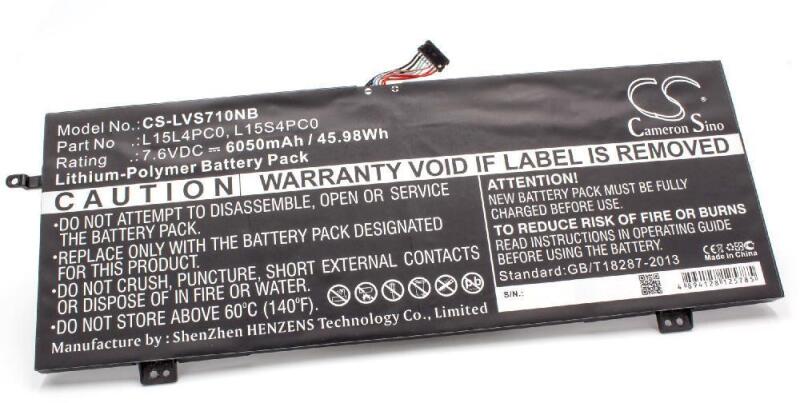 Model No.: CS-LVS710NB
Part No : L15L4PC0, L15S4PC0
Rating : 7.6VDC ⎓ 6050mAh / 45.98Wh
Lithium-Polymer Battery Pack
CS
Cameron Sino
WARRANTY VOID IF LABEL IS REMOVED
CAUTION
•DO NOT ATTEMPT TO DISASSEMBLE, OPEN OR SERVICE
THE BATTERY PACK.
•REPLACE ONLY WITH THE BATTERY PACK DESIGNATED
FOR THIS PRODUCT.
•DO NOT CRUSH, PUNCTURE, SHORT EXTERNAL CONTACTS
OR DISPOSE OF IN FIRE OR WATER.
•DO NOT STORE ABOVE 60℃ (140℉).
Manufacture by : ShenZhen HENZENS Technology Co., Limited
ATTENTION!
NEW BATTERY PACK MUST BE FULLY
CHARGED BEFORE USE.
TO REDUCE RISK OF FIRE OR BURNS
READ INSTRUCTIONS IN OPERATING GUIDE
BEFORE USE.
Standard:GB/T18287-2013
CE
Made in China
S/N.:
4 894128 125785